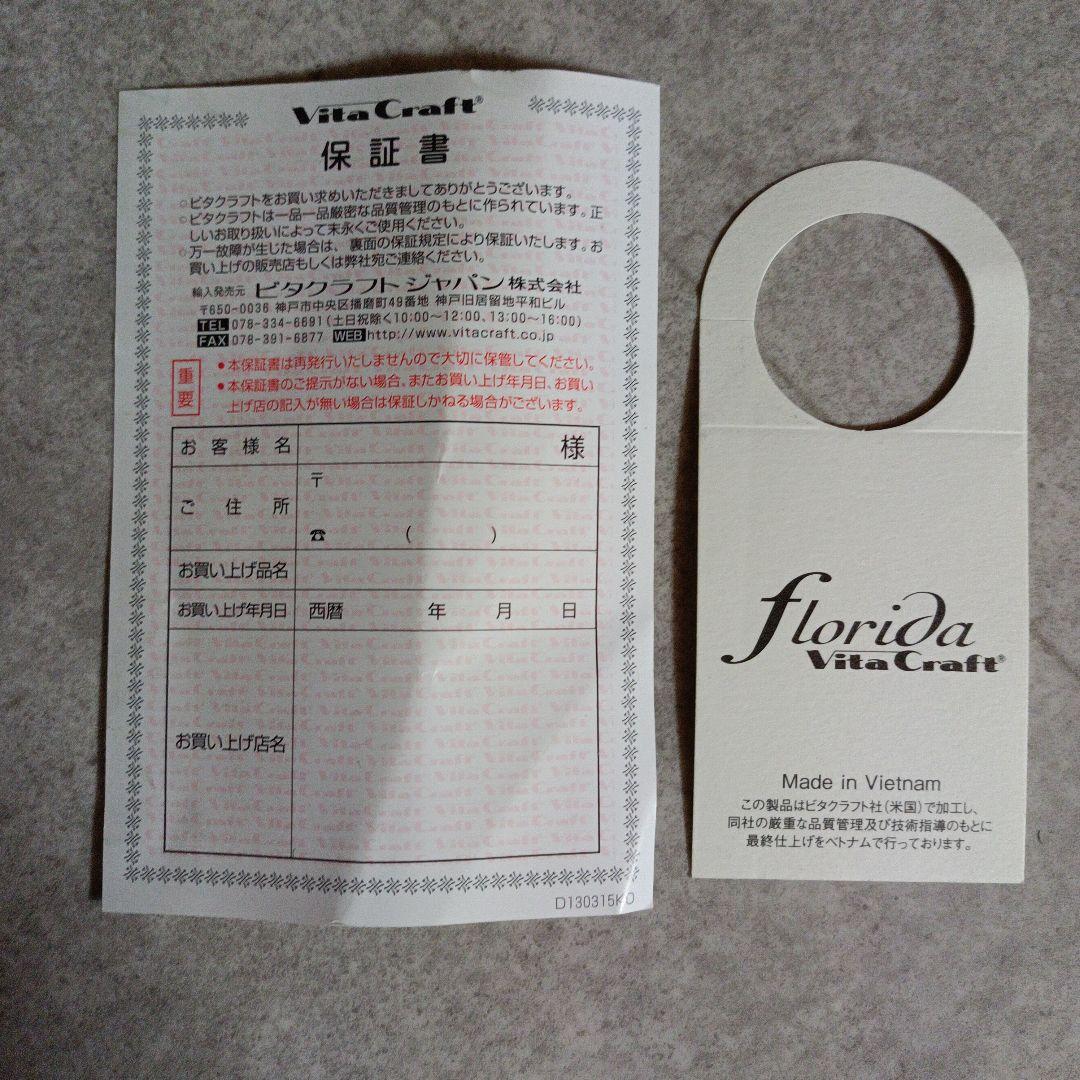 Vita Craft®
保証書
○ビタクラフトをお買い求めいただきましてありがとうございます。
○ビタクラフトは一品一品厳密な品質管理のもとに作られています。正
しいお取り扱いによって末永くご使用ください。
○万一故障が生じた場合は、裏面の保証規定により保証いたします。お
買い上げの販売店もしくは弊社宛ご連絡ください。
輸入発売元 ビタクラフト ジャパン株式会社
〒650-0036 神戸市中央区播磨町49番地 神戸旧居留地平和ビル
TEL 078-334-6691(土日祝除く10:00〜12:00、13:00〜16:00)
FAX 078-391-6877 WEB http://www.vitacraft.co.jp
重要
●本保証書は再発行いたしませんので大切に保管してください。
●本保証書のご提示がない場合、またお買い上げ年月日、お買い
上げ店の記入が無い場合は保証しかねる場合がございます。
お客様名 様
ご住所 〒
☎ ( )
お買い上げ品名
お買い上げ年月日 西暦 年 月 日
お買い上げ店名
D130315KO
florida
Vita Craft®
Made in Vietnam
この製品はビタクラフト社(米国)で加工し、
同社の厳重な品質管理及び技術指導のもとに
最終仕上げをベトナムで行っております。